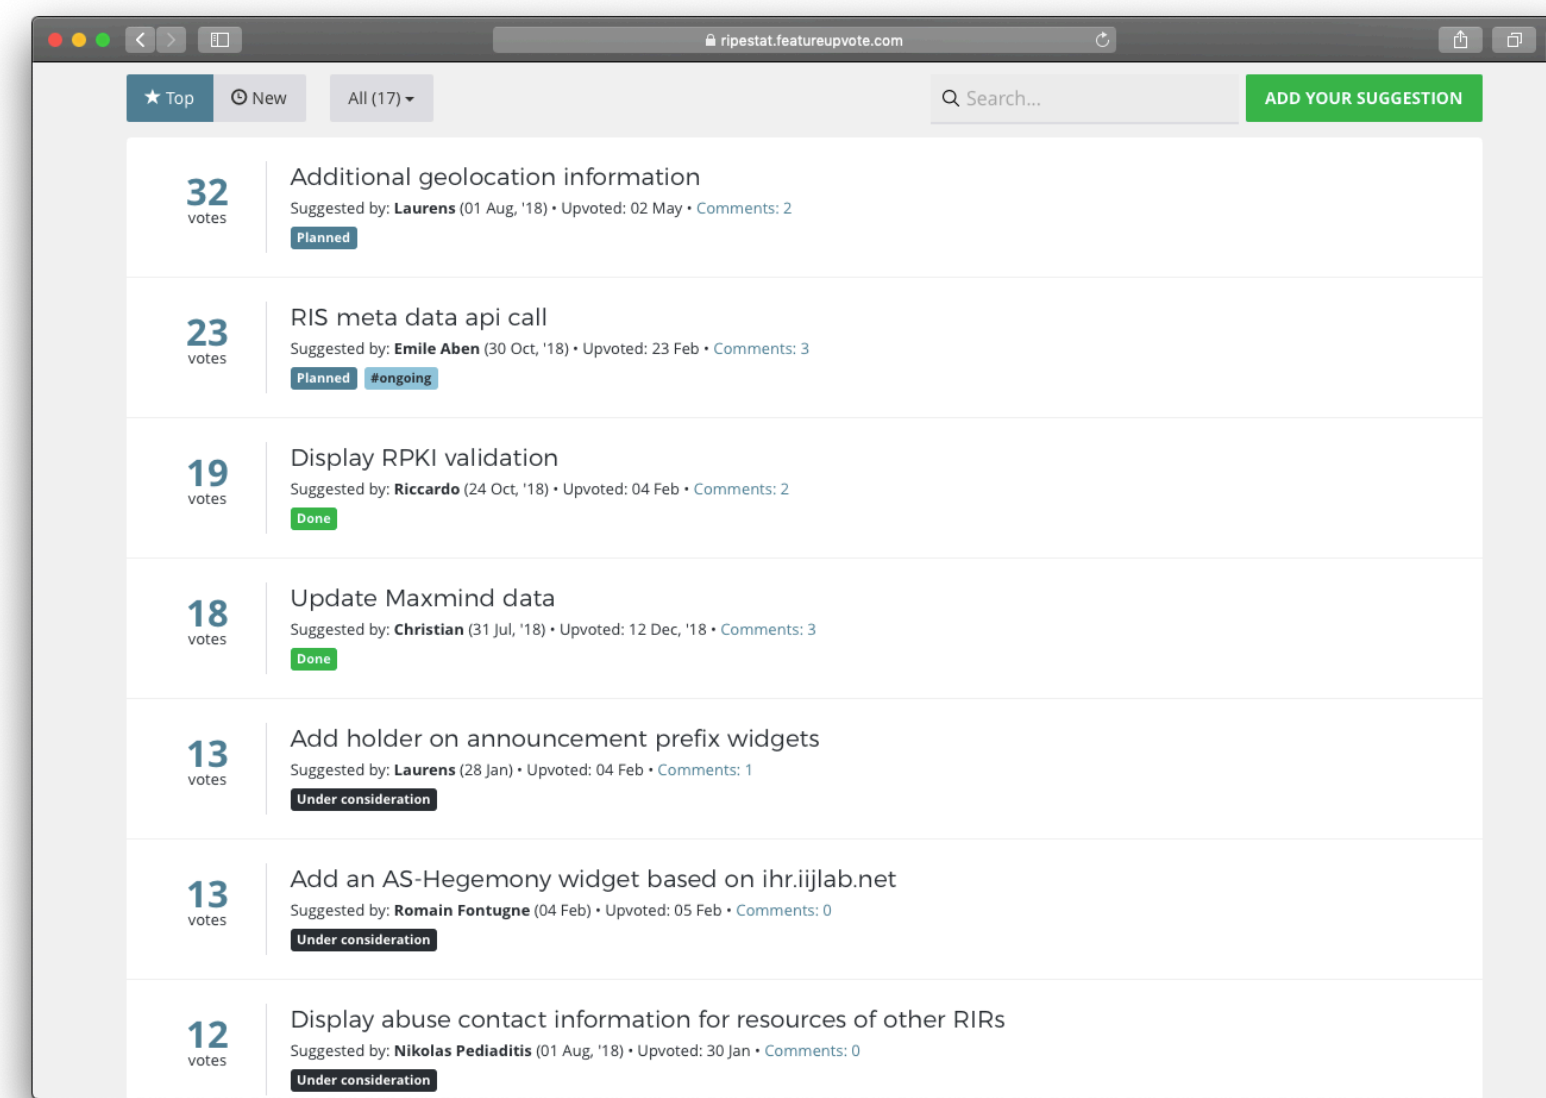 ripestat.featureupvote.com
Top
New
All (17)
Search...
ADD YOUR SUGGESTION
32
votes
Additional geolocation information
Suggested by: Laurens (01 Aug, '18) • Upvoted: 02 May • Comments: 2
Planned
23
votes
RIS meta data api call
Suggested by: Emile Aben (30 Oct, '18) • Upvoted: 23 Feb • Comments: 3
Planned #ongoing
19
votes
Display RPKI validation
Suggested by: Riccardo (24 Oct, '18) • Upvoted: 04 Feb • Comments: 2
Done
18
votes
Update Maxmind data
Suggested by: Christian (31 Jul, '18) • Upvoted: 12 Dec, '18 • Comments: 3
Done
13
votes
Add holder on announcement prefix widgets
Suggested by: Laurens (28 Jan) • Upvoted: 04 Feb • Comments: 1
Under consideration
13
votes
Add an AS-Hegemony widget based on ihr.iijlab.net
Suggested by: Romain Fontugne (04 Feb) • Upvoted: 05 Feb • Comments: 0
Under consideration
12
votes
Display abuse contact information for resources of other RIRs
Suggested by: Nikolas Pediaditis (01 Aug, '18) • Upvoted: 30 Jan • Comments: 0
Under consideration